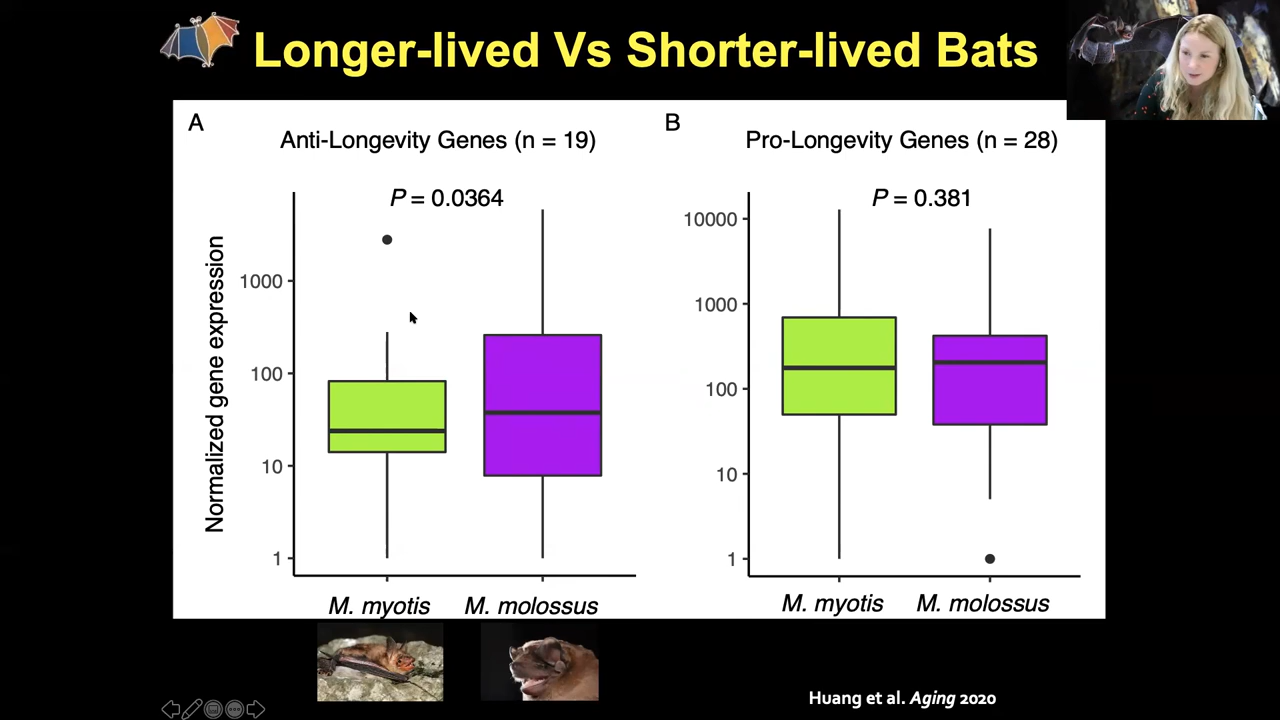 Longer-lived Vs Shorter-lived Bats
A
Anti-Longevity Genes (n = 19)
P = 0.0364
Normalized gene expression
1000
100
10
1
M. myotis
M. molossus
B
Pro-Longevity Genes (n = 28)
P = 0.381
10000
1000
100
10
1
M. myotis
M. molossus
Huang et al. Aging 2020